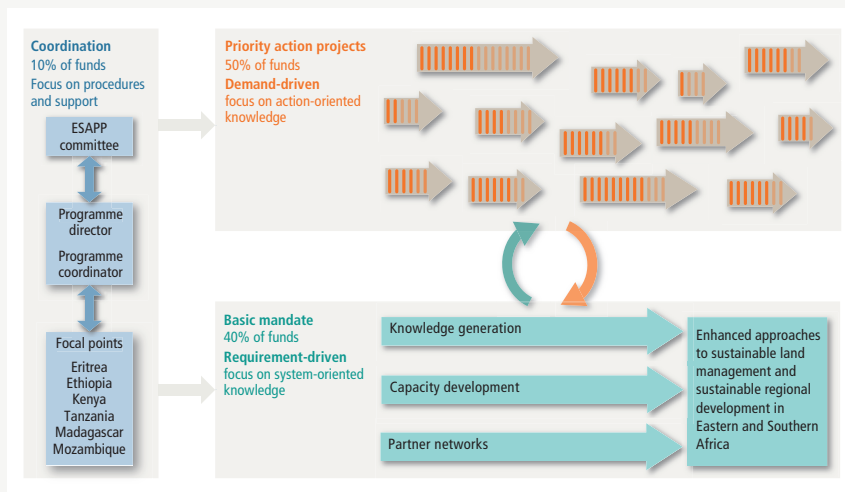 Coordination
10% of funds
Focus on procedures
and support
ESAPP
committee
Programme
director
Programme
coordinator
Focal points
Eritrea
Ethiopia
Kenya
Tanzania
Madagascar
Mozambique
Priority action projects
50% of funds
Demand-driven
focus on action-oriented
knowledge
Basic mandate
40% of funds
Requirement-driven
focus on system-oriented
knowledge
Knowledge generation
Capacity development
Partner networks
Enhanced approaches
to sustainable land
management and
sustainable regional
development in
Eastern and Southern
Africa